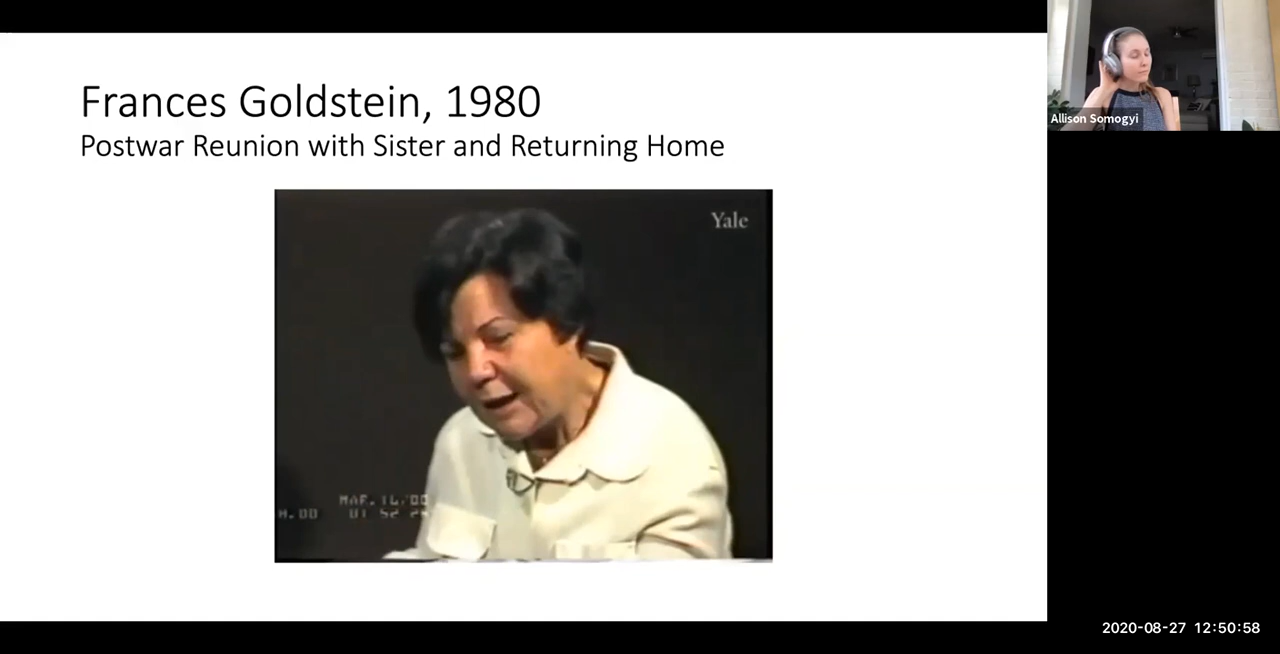 Frances Goldstein, 1980
Postwar Reunion with Sister and Returning Home
Yale
Allison Somogyi
2020-08-27 12:50:58